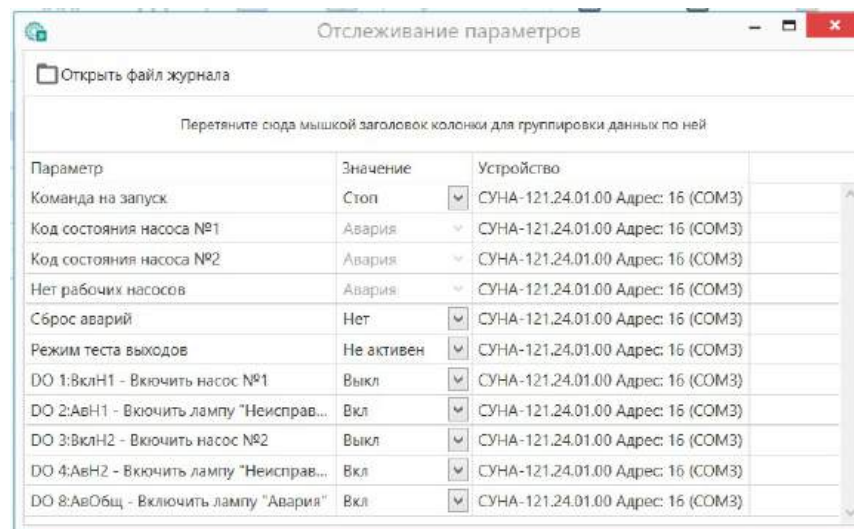 Отслеживание параметров
Открыть файл журнала
Перетяните сюда мышкой заголовок колонки для группировки данных по ней
Параметр Значение Устройство
Команда на запуск Стоп СУНА-121.24.01.00 Адрес: 16 (COM3)
Код состояния насоса №1 Авария СУНА-121.24.01.00 Адрес: 16 (COM3)
Код состояния насоса №2 Авария СУНА-121.24.01.00 Адрес: 16 (COM3)
Нет рабочих насосов Авария СУНА-121.24.01.00 Адрес: 16 (COM3)
Сброс аварий Нет СУНА-121.24.01.00 Адрес: 16 (COM3)
Режим теста выходов Не активен СУНА-121.24.01.00 Адрес: 16 (COM3)
DO 1:ВклН1 - Вкючить насос №1 Выкл СУНА-121.24.01.00 Адрес: 16 (COM3)
DO 2:АвН1 - Вкючить лампу "Неисправ... Вкл СУНА-121.24.01.00 Адрес: 16 (COM3)
DO 3:ВклН2 - Вкючить насос №2 Выкл СУНА-121.24.01.00 Адрес: 16 (COM3)
DO 4:АвН2 - Вкючить лампу "Неисправ... Вкл СУНА-121.24.01.00 Адрес: 16 (COM3)
DO 8:АвОбщ - Включить лампу "Авария" Вкл СУНА-121.24.01.00 Адрес: 16 (COM3)